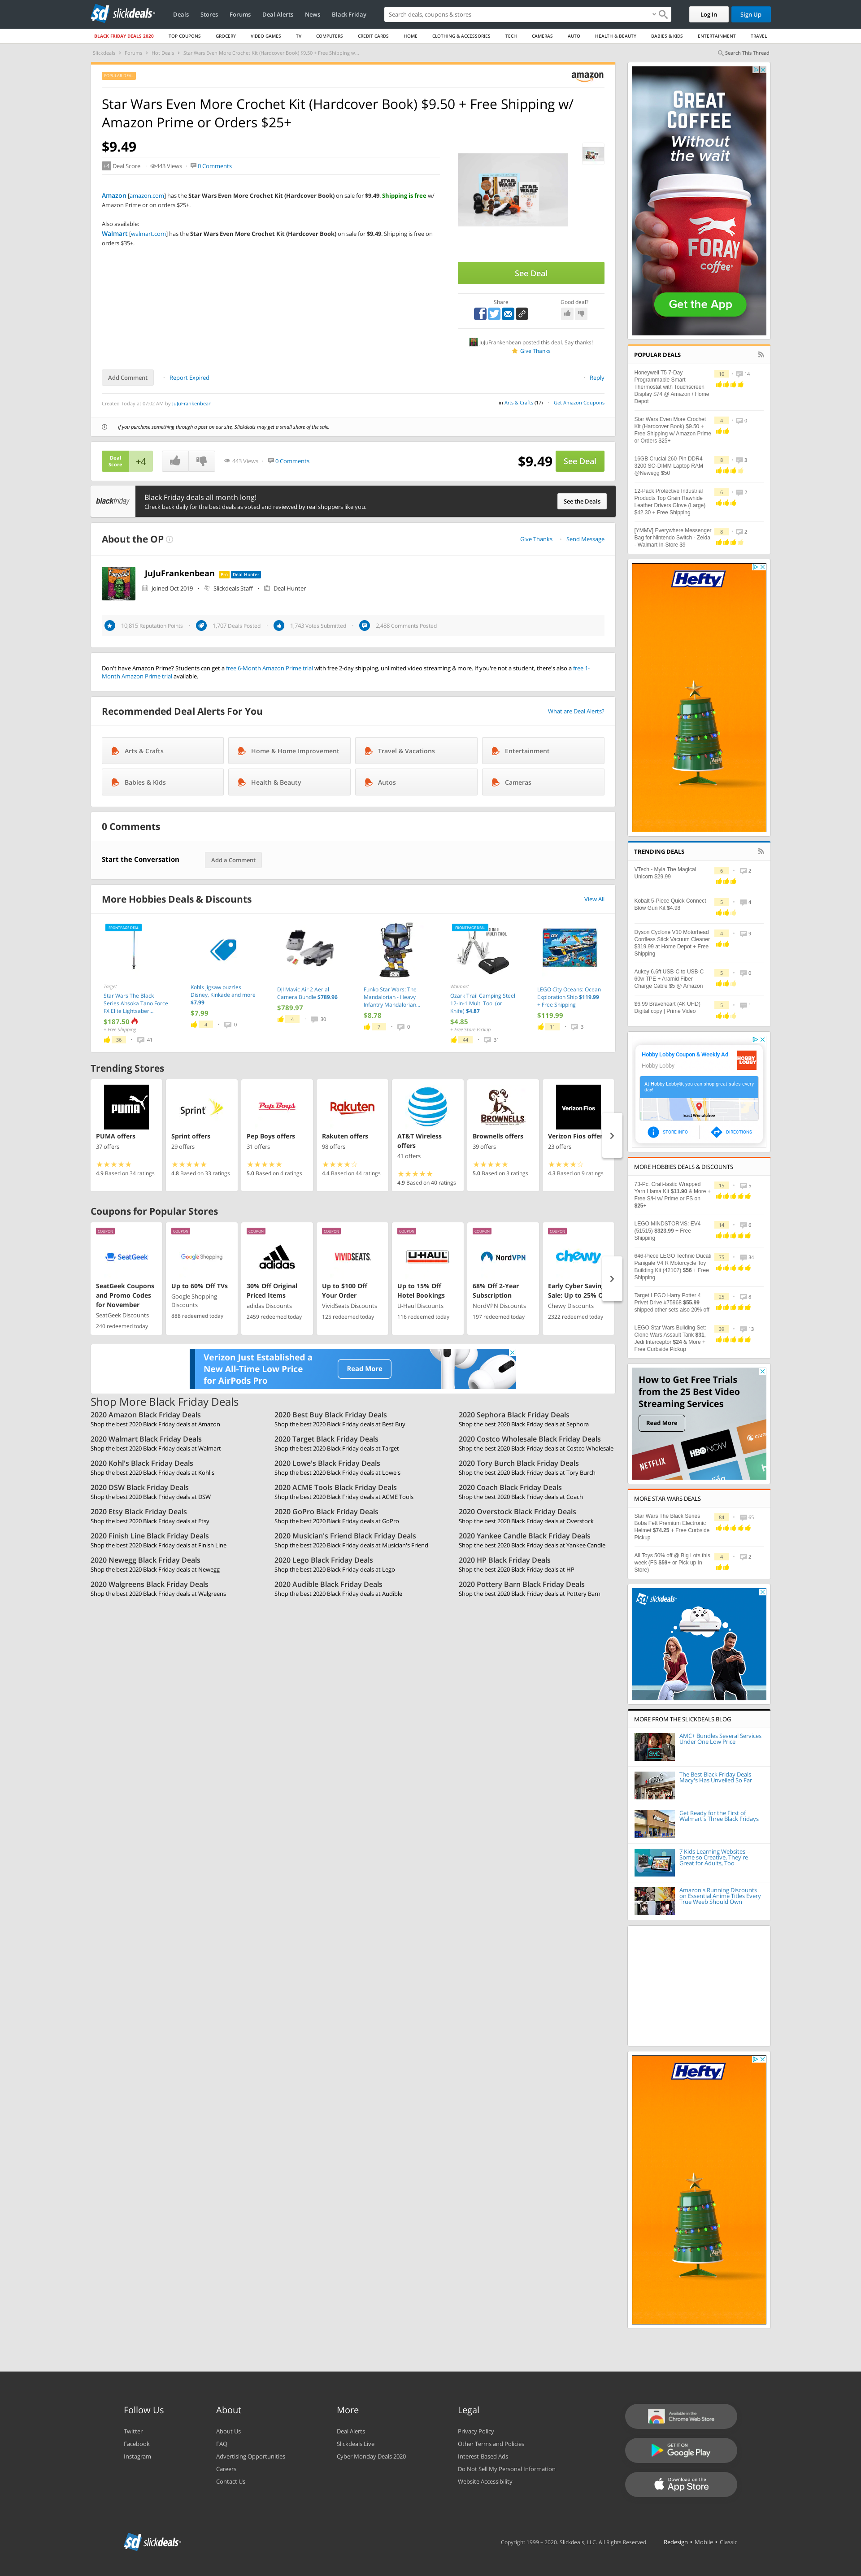 slickdeals
Deals Stores Forums Deal Alerts News Black Friday
Search deals, coupons & stores
Log In Sign Up
BLACK FRIDAY DEALS 2020 TOP COUPONS GROCERY VIDEO GAMES TV COMPUTERS CREDIT CARDS HOME CLOTHING & ACCESSORIES TECH CAMERAS AUTO HEALTH & BEAUTY BABIES & KIDS ENTERTAINMENT TRAVEL
Slickdeals Forums Hot Deals Star Wars Even More Crochet Kit (Hardcover Book) $9.50 + Free Shipping w...
Search This Thread
POPULAR DEAL
amazon
Star Wars Even More Crochet Kit (Hardcover Book) $9.50 + Free Shipping w/
Amazon Prime or Orders $25+
$9.49
+4 Deal Score 443 Views 0 Comments
Amazon [amazon.com] has the Star Wars Even More Crochet Kit (Hardcover Book) on sale for $9.49. Shipping is free w/
Amazon Prime or on orders $25+.
Also available:
Walmart [walmart.com] has the Star Wars Even More Crochet Kit (Hardcover Book) on sale for $9.49. Shipping is free on
orders $35+.
See Deal
Share Good deal?
JuJuFrankenbean posted this deal. Say thanks!
Give Thanks
Add Comment Report Expired Reply
Created Today at 07:02 AM by JuJuFrankenbean
in Arts & Crafts (17) Get Amazon Coupons
If you purchase something through a post on our site, Slickdeals may get a small share of the sale.
Deal
Score
+4
443 Views 0 Comments
$9.49 See Deal
blackfriday
Black Friday deals all month long!
Check back daily for the best deals as voted and reviewed by real shoppers like you.
See the Deals
About the OP
Give Thanks Send Message
JuJuFrankenbean Deal Hunter
Joined Oct 2019 Slickdeals Staff Deal Hunter
10,815 Reputation Points 1,707 Deals Posted 1,743 Votes Submitted 2,488 Comments Posted
Don't have Amazon Prime? Students can get a free 6-Month Amazon Prime trial with free 2-day shipping, unlimited video streaming & more. If you're not a student, there's also a free 1-
Month Amazon Prime trial available.
Recommended Deal Alerts For You
What are Deal Alerts?
Arts & Crafts Home & Home Improvement Travel & Vacations Entertainment
Babies & Kids Health & Beauty Autos Cameras
0 Comments
Start the Conversation Add a Comment
More Hobbies Deals & Discounts
View All
FRONTPAGE DEAL
Target
Star Wars The Black
Series Ahsoka Tano Force
FX Elite Lightsaber...
$187.50
+ Free Shipping
36 41
Kohls Jigsaw puzzles
Disney, Kinkade and more
$7.99
$7.99
4 0
DJI Mavic Air 2 Aerial
Camera Bundle $789.96
$789.97
4 30
Funko Star Wars: The
Mandalorian - Heavy
Infantry Mandalorian...
$8.78
7 0
FRONTPAGE DEAL
12 IN 1
MULTI TOOL
Walmart
Ozark Trail Camping Steel
12-In-1 Multi Tool (or
Knife) $4.87
$4.85
+ Free Store Pickup
44 31
LEGO City Oceans: Ocean
Exploration Ship $119.99
+ Free Shipping
$119.99
11 3
Trending Stores
PUMA offers
37 offers
4.9 Based on 34 ratings
Sprint offers
29 offers
4.8 Based on 33 ratings
Pep Boys offers
31 offers
5.0 Based on 4 ratings
Rakuten offers
98 offers
4.4 Based on 44 ratings
AT&T Wireless
offers
41 offers
4.9 Based on 40 ratings
Brownells offers
39 offers
5.0 Based on 3 ratings
Verizon Fios offers
23 offers
4.3 Based on 9 ratings
Coupons for Popular Stores
COUPON
SeatGeek
SeatGeek Coupons
and Promo Codes
for November
SeatGeek Discounts
240 redeemed today
COUPON
Google Shopping
Up to 60% Off TVs
Google Shopping
Discounts
888 redeemed today
COUPON
adidas
30% Off Original
Priced Items
adidas Discounts
2459 redeemed today
COUPON
VIVIDSEATS.
Up to $100 Off
Your Order
VividSeats Discounts
125 redeemed today
COUPON
U-HAUL
Up to 15% Off
Hotel Bookings
U-Haul Discounts
116 redeemed today
COUPON
NordVPN
68% Off 2-Year
Subscription
NordVPN Discounts
197 redeemed today
COUPON
chewy
Early Cyber Saving
Sale: Up to 25% O
Chewy Discounts
2322 redeemed today
Verizon Just Established a
New All-Time Low Price
for AirPods Pro
Read More
Shop More Black Friday Deals
2020 Amazon Black Friday Deals
Shop the best 2020 Black Friday deals at Amazon
2020 Best Buy Black Friday Deals
Shop the best 2020 Black Friday deals at Best Buy
2020 Sephora Black Friday Deals
Shop the best 2020 Black Friday deals at Sephora
2020 Walmart Black Friday Deals
Shop the best 2020 Black Friday deals at Walmart
2020 Target Black Friday Deals
Shop the best 2020 Black Friday deals at Target
2020 Costco Wholesale Black Friday Deals
Shop the best 2020 Black Friday deals at Costco Wholesale
2020 Kohl's Black Friday Deals
Shop the best 2020 Black Friday deals at Kohl's
2020 Lowe's Black Friday Deals
Shop the best 2020 Black Friday deals at Lowe's
2020 Tory Burch Black Friday Deals
Shop the best 2020 Black Friday deals at Tory Burch
2020 DSW Black Friday Deals
Shop the best 2020 Black Friday deals at DSW
2020 ACME Tools Black Friday Deals
Shop the best 2020 Black Friday deals at ACME Tools
2020 Coach Black Friday Deals
Shop the best 2020 Black Friday deals at Coach
2020 Etsy Black Friday Deals
Shop the best 2020 Black Friday deals at Etsy
2020 GoPro Black Friday Deals
Shop the best 2020 Black Friday deals at GoPro
2020 Overstock Black Friday Deals
Shop the best 2020 Black Friday deals at Overstock
2020 Finish Line Black Friday Deals
Shop the best 2020 Black Friday deals at Finish Line
2020 Musician's Friend Black Friday Deals
Shop the best 2020 Black Friday deals at Musician's Friend
2020 Yankee Candle Black Friday Deals
Shop the best 2020 Black Friday deals at Yankee Candle
2020 Newegg Black Friday Deals
Shop the best 2020 Black Friday deals at Newegg
2020 Lego Black Friday Deals
Shop the best 2020 Black Friday deals at Lego
2020 HP Black Friday Deals
Shop the best 2020 Black Friday deals at HP
2020 Walgreens Black Friday Deals
Shop the best 2020 Black Friday deals at Walgreens
2020 Audible Black Friday Deals
Shop the best 2020 Black Friday deals at Audible
2020 Pottery Barn Black Friday Deals
Shop the best 2020 Black Friday deals at Pottery Barn
GREAT
COFFEE
Without
the wait
FORAY
coffee
Get the App
POPULAR DEALS
Honeywell T5 7-Day
Programmable Smart
Thermostat with Touchscreen
Display $74 @ Amazon / Home
Depot
10 14
Star Wars Even More Crochet
Kit (Hardcover Book) $9.50 +
Free Shipping w/ Amazon Prime
or Orders $25+
4 0
16GB Crucial 260-Pin DDR4
3200 SO-DIMM Laptop RAM
@Newegg $50
8 3
12-Pack Protective Industrial
Products Top Grain Rawhide
Leather Drivers Glove (Large)
$42.30 + Free Shipping
6 2
[YMMV] Everywhere Messenger
Bag for Nintendo Switch - Zelda
- Walmart In-Store $9
8 2
Hefty
TRENDING DEALS
VTech - Myla The Magical
Unicorn $29.99
6 2
Kobalt 5-Piece Quick Connect
Blow Gun Kit $4.98
5 4
Dyson Cyclone V10 Motorhead
Cordless Stick Vacuum Cleaner
$319.99 at Home Depot + Free
Shipping
4 9
Aukey 6.6ft USB-C to USB-C
60w TPE + Aramid Fiber
Charge Cable $5 @ Amazon
5 0
$6.99 Braveheart (4K UHD)
Digital copy | Prime Video
5 1
Hobby Lobby Coupon & Weekly Ad
Hobby Lobby
HOBBY
LOBBY
At Hobby Lobby®, you can shop great sales every
day!
East Wenatchee
STORE INFO DIRECTIONS
MORE HOBBIES DEALS & DISCOUNTS
73-Pc. Craft-tastic Wrapped
Yarn Llama Kit $11.90 & More +
Free S/H w/ Prime or FS on
$25+
15 5
LEGO MINDSTORMS: EV4
(51515) $323.99 + Free
Shipping
14 6
646-Piece LEGO Technic Ducati
Panigale V4 R Motorcycle Toy
Building Kit (42107) $56 + Free
Shipping
75 34
Target LEGO Harry Potter 4
Privet Drive #75968 $55.99
shipped other sets also 20% off
25 8
LEGO Star Wars Building Set:
Clone Wars Assault Tank $31,
Jedi Interceptor $24 & More +
Free Curbside Pickup
39 13
How to Get Free Trials
from the 25 Best Video
Streaming Services
Read More
NETFLIX
HBO NOW
MORE STAR WARS DEALS
Star Wars The Black Series
Boba Fett Premium Electronic
Helmet $74.25 + Free Curbside
Pickup
84 65
All Toys 50% off @ Big Lots this
week (FS $59+ or Pick up in
Store)
4 2
slickdeals
MORE FROM THE SLICKDEALS BLOG
AMC+ Bundles Several Services
Under One Low Price
The Best Black Friday Deals
Macy's Has Unveiled So Far
Get Ready for the First of
Walmart's Three Black Fridays
7 Kids Learning Websites --
Some so Creative, They're
Great for Adults, Too
Amazon's Running Discounts
on Essential Anime Titles Every
True Weeb Should Own
Hefty
Follow Us
Twitter
Facebook
Instagram
About
About Us
FAQ
Advertising Opportunities
Careers
Contact Us
More
Deal Alerts
Slickdeals Live
Cyber Monday Deals 2020
Legal
Privacy Policy
Other Terms and Policies
Interest-Based Ads
Do Not Sell My Personal Information
Website Accessibility
Available in the
Chrome Web Store
GET IT ON
Google Play
Download on the
App Store
slickdeals
Copyright 1999 – 2020. Slickdeals, LLC. All Rights Reserved. Redesign • Mobile • Classic